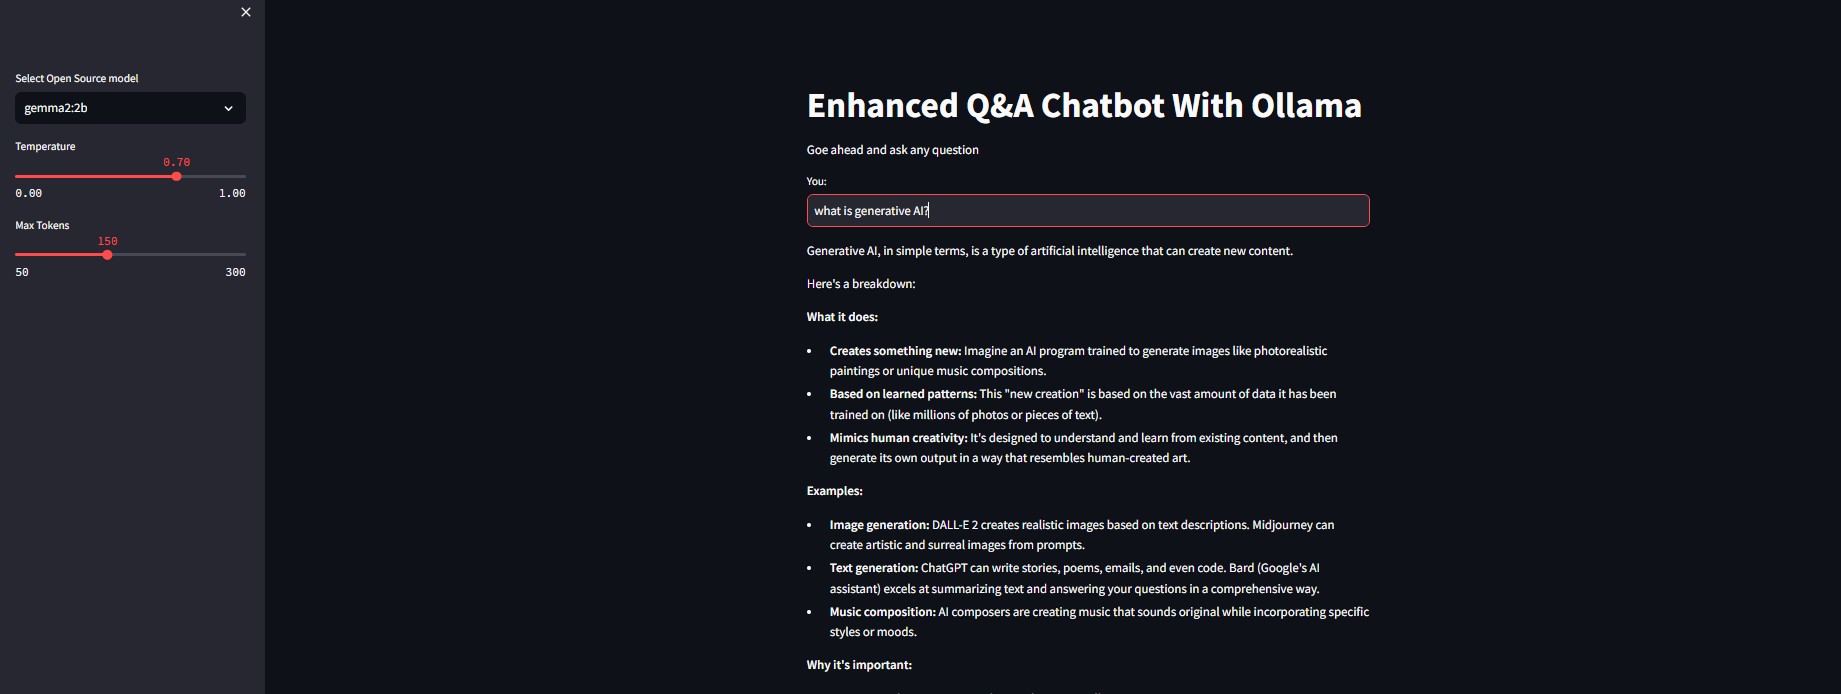 Select Open Source model
gemma2:2b
Temperature
0.70
0.00 1.00
Max Tokens
150
50 300
Enhanced Q&A Chatbot With Ollama
Goe ahead and ask any question
You:
what is generative AI?
Generative AI, in simple terms, is a type of artificial intelligence that can create new content.
Here's a breakdown:
What it does:
• Creates something new: Imagine an AI program trained to generate images like photorealistic
paintings or unique music compositions.
• Based on learned patterns: This "new creation" is based on the vast amount of data it has been
trained on (like millions of photos or pieces of text).
• Mimics human creativity: It's designed to understand and learn from existing content, and then
generate its own output in a way that resembles human-created art.
Examples:
• Image generation: DALL-E 2 creates realistic images based on text descriptions. Midjourney can
create artistic and surreal images from prompts.
• Text generation: ChatGPT can write stories, poems, emails, and even code. Bard (Google's AI
assistant) excels at summarizing text and answering your questions in a comprehensive way.
• Music composition: AI composers are creating music that sounds original while incorporating specific
styles or moods.
Why it's important: